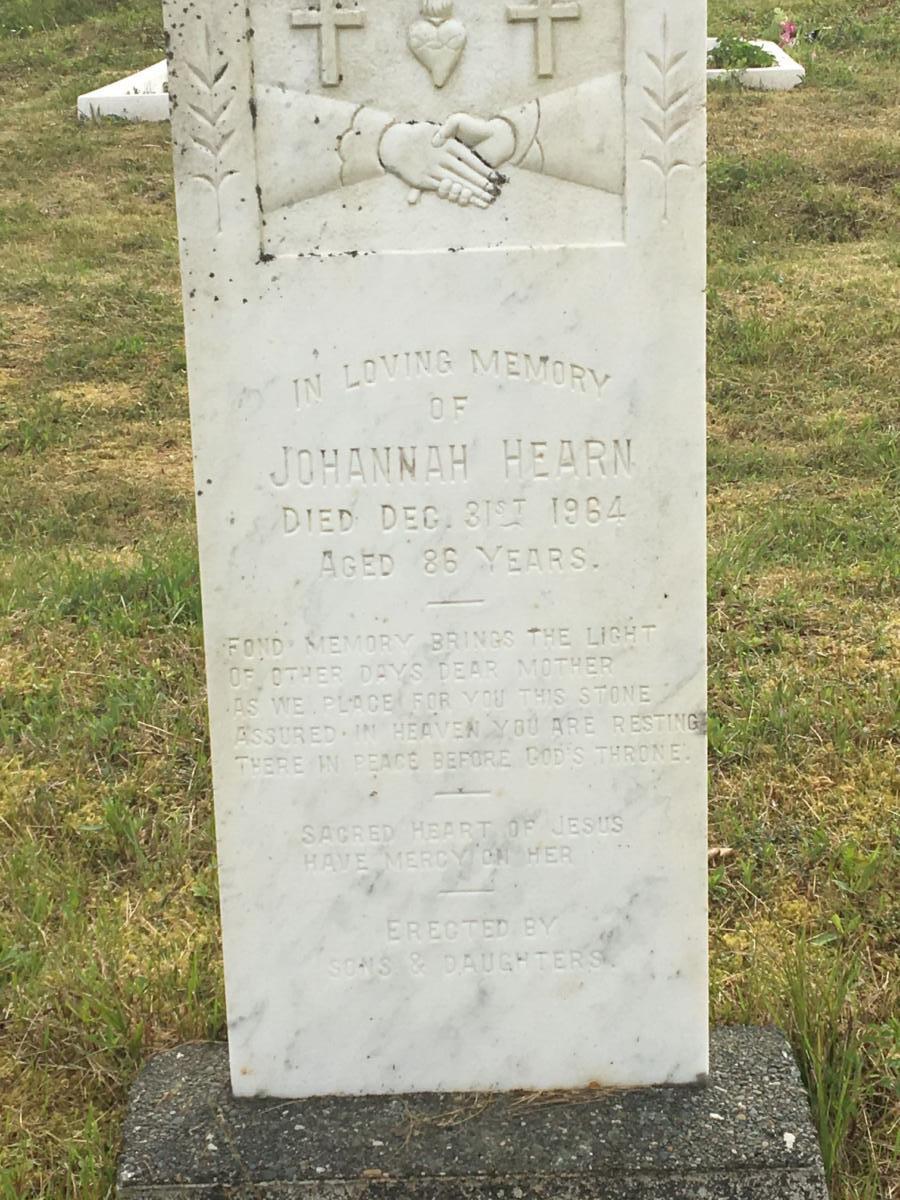 IN LOVING MEMORY
OF
JOHANNAH HEARN
DIED DEC. 31ST 1964
AGED 86 YEARS.
FOND MEMORY BRINGS THE LIGHT
OF OTHER DAYS DEAR MOTHER
AS WE PLACE FOR YOU THIS STONE
ASSURED IN HEAVEN YOU ARE RESTING
THERE IN PEACE BEFORE GOD'S THRONE.
SACRED HEART OF JESUS
HAVE MERCY ON HER
ERECTED BY
SONS & DAUGHTERS.